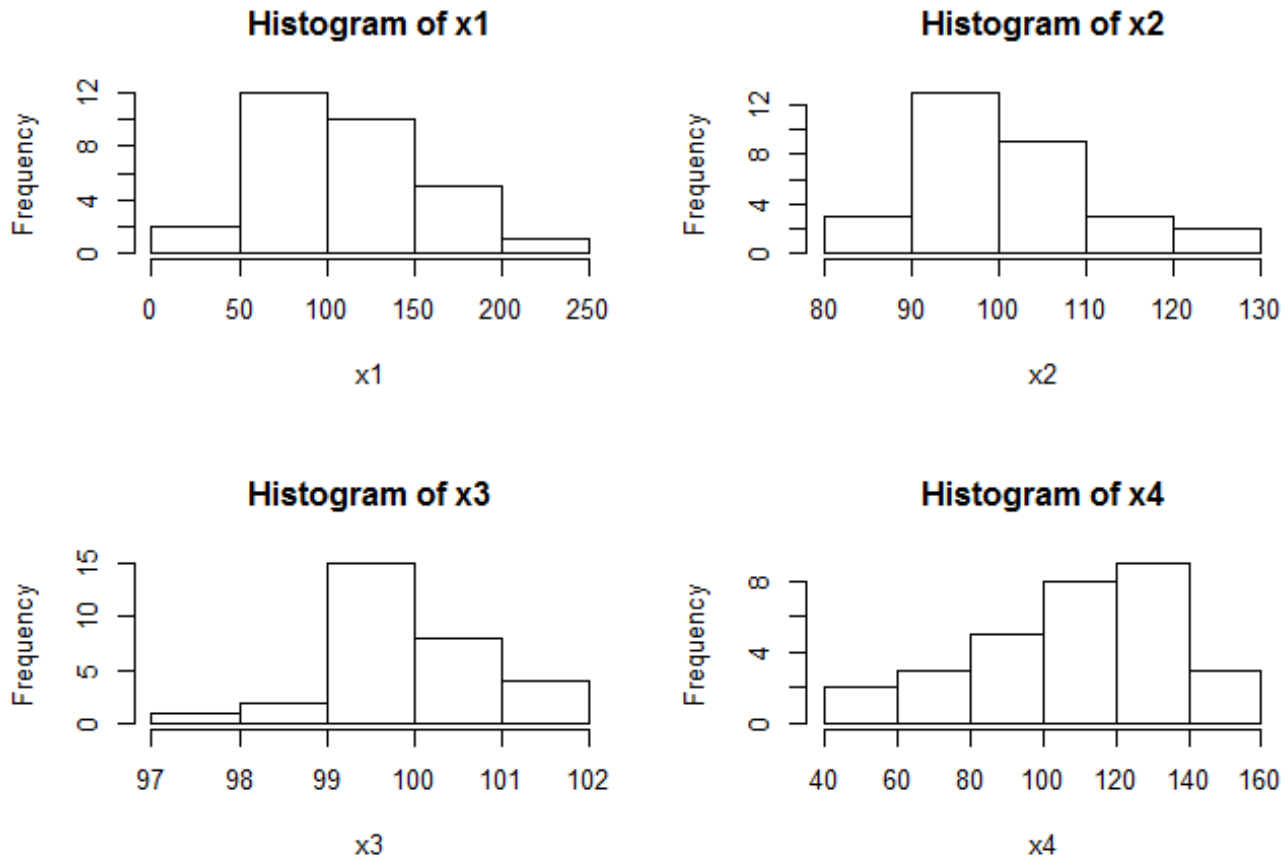 Histogram of x1
Frequency
12
8
4
0
0 50 100 150 200 250
x1
Histogram of x2
Frequency
12
8
4
0
80 90 100 110 120 130
x2
Histogram of x3
Frequency
15
10
5
0
97 98 99 100 101 102
x3
Histogram of x4
Frequency
8
4
0
40 60 80 100 120 140 160
x4